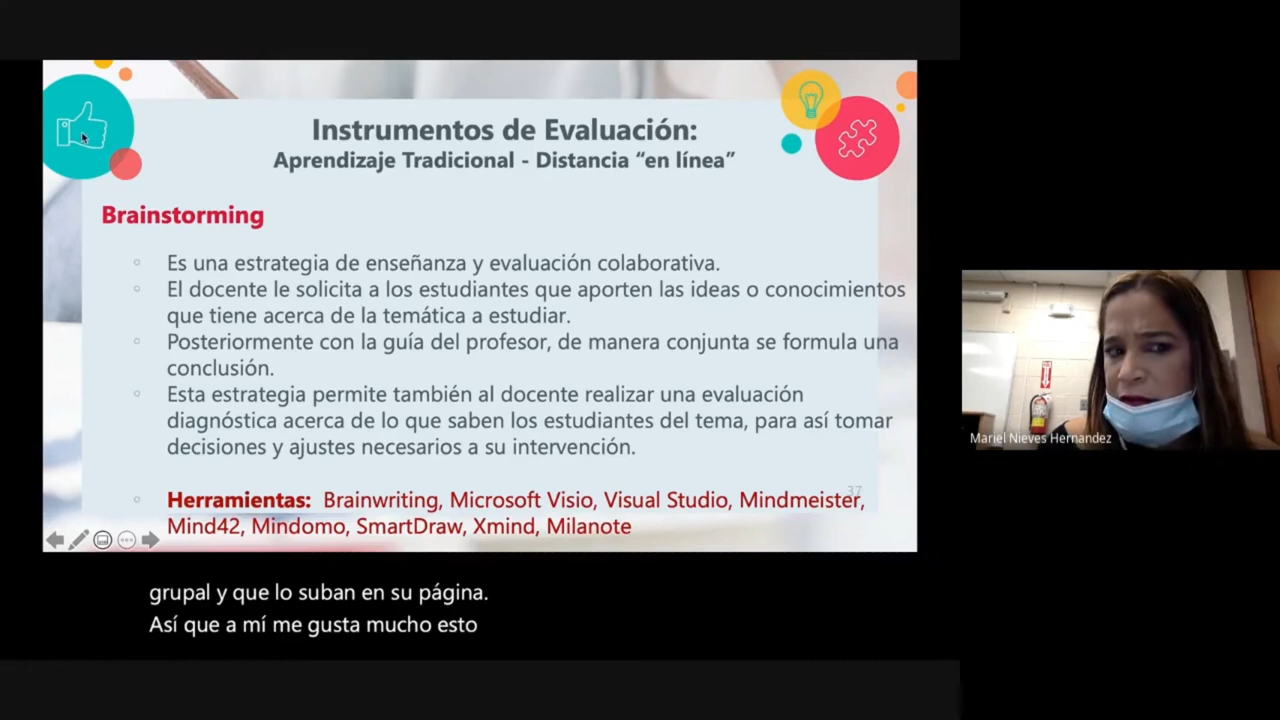 Instrumentos de Evaluación:
Aprendizaje Tradicional - Distancia “en línea”
Brainstorming
Es una estrategia de enseñanza y evaluación colaborativa.
El docente le solicita a los estudiantes que aporten las ideas o conocimientos
que tiene acerca de la temática a estudiar.
Posteriormente con la guía del profesor, de manera conjunta se formula una
conclusión.
Esta estrategia permite también al docente realizar una evaluación
diagnóstica acerca de lo que saben los estudiantes del tema, para así tomar
decisiones y ajustes necesarios a su intervención.
37
Herramientas: Brainwriting, Microsoft Visio, Visual Studio, Mindmeister,
Mind42, Mindomo, SmartDraw, Xmind, Milanote
grupal y que lo suban en su página.
Así que a mí me gusta mucho esto
Mariel Nieves Hernandez